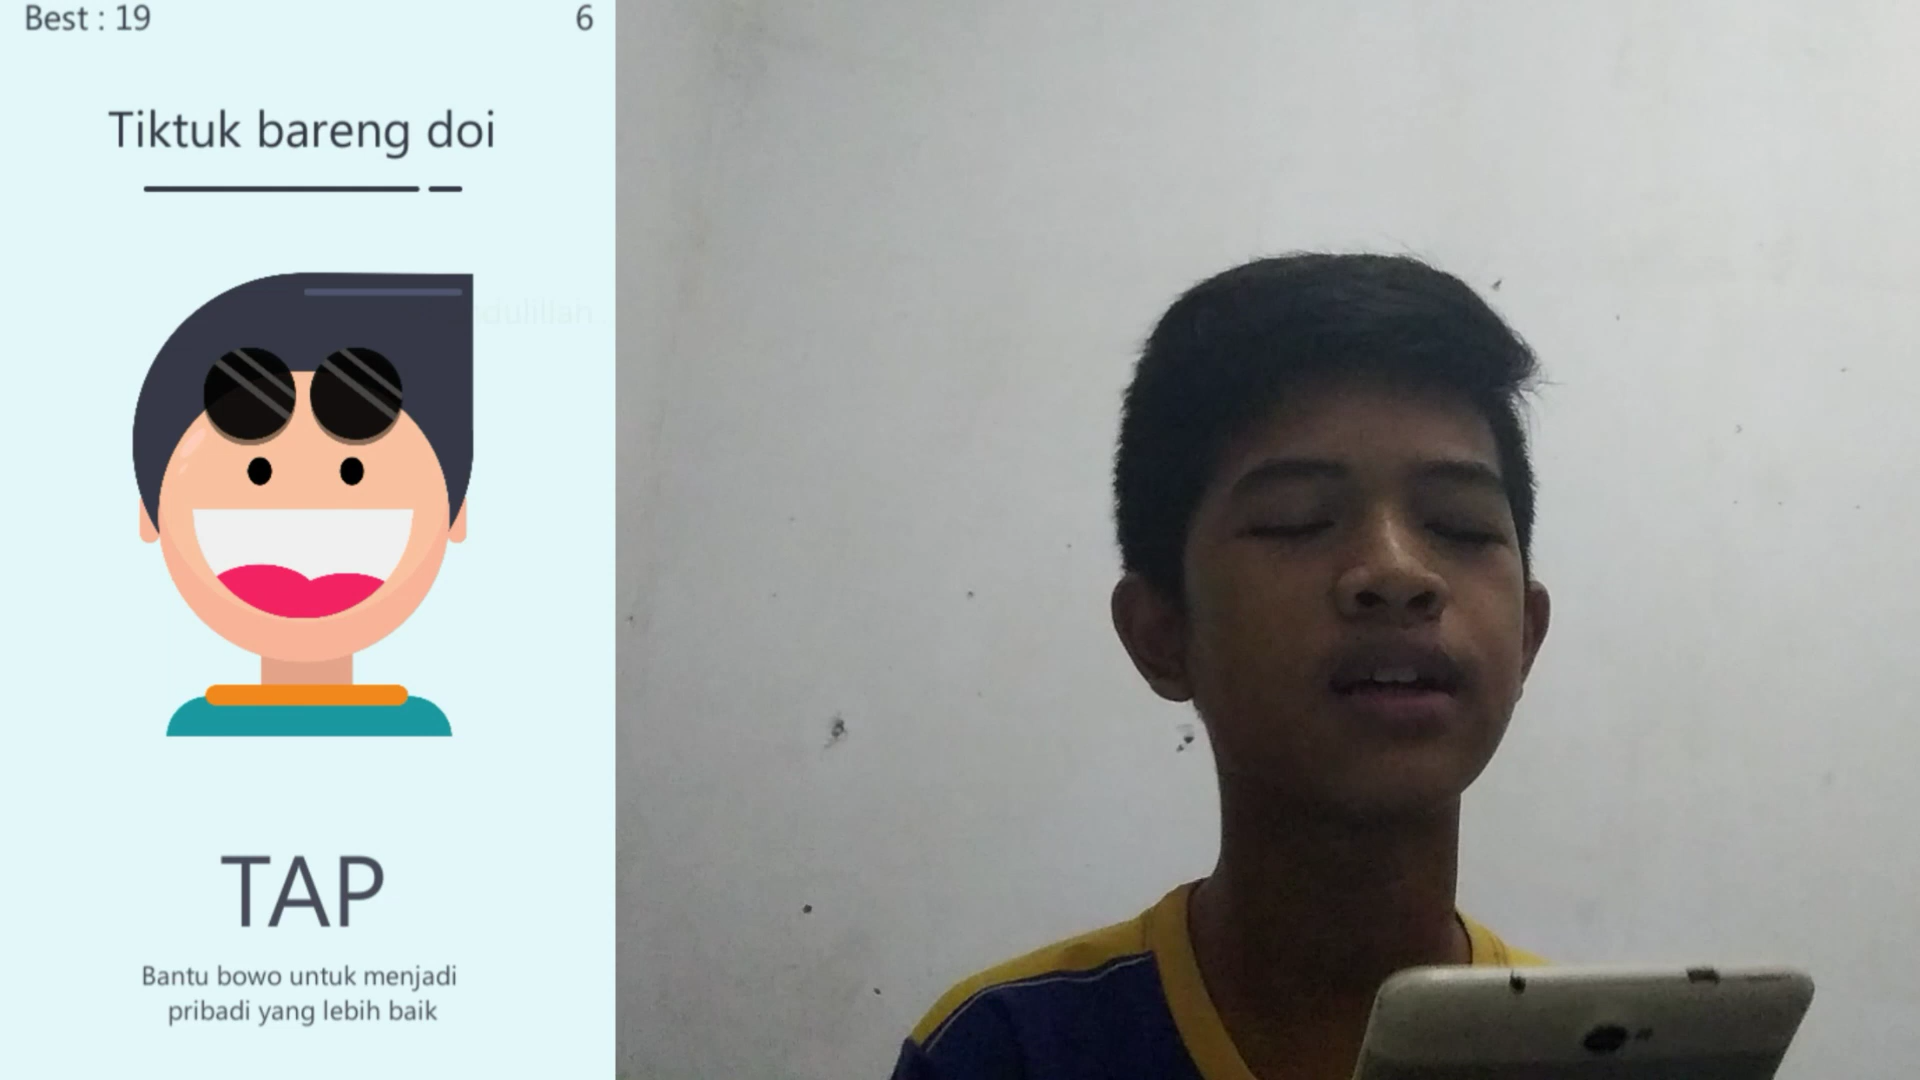 Best : 19
6
Tiktuk bareng doi
TAP
Bantu bowo untuk menjadi
pribadi yang lebih baik